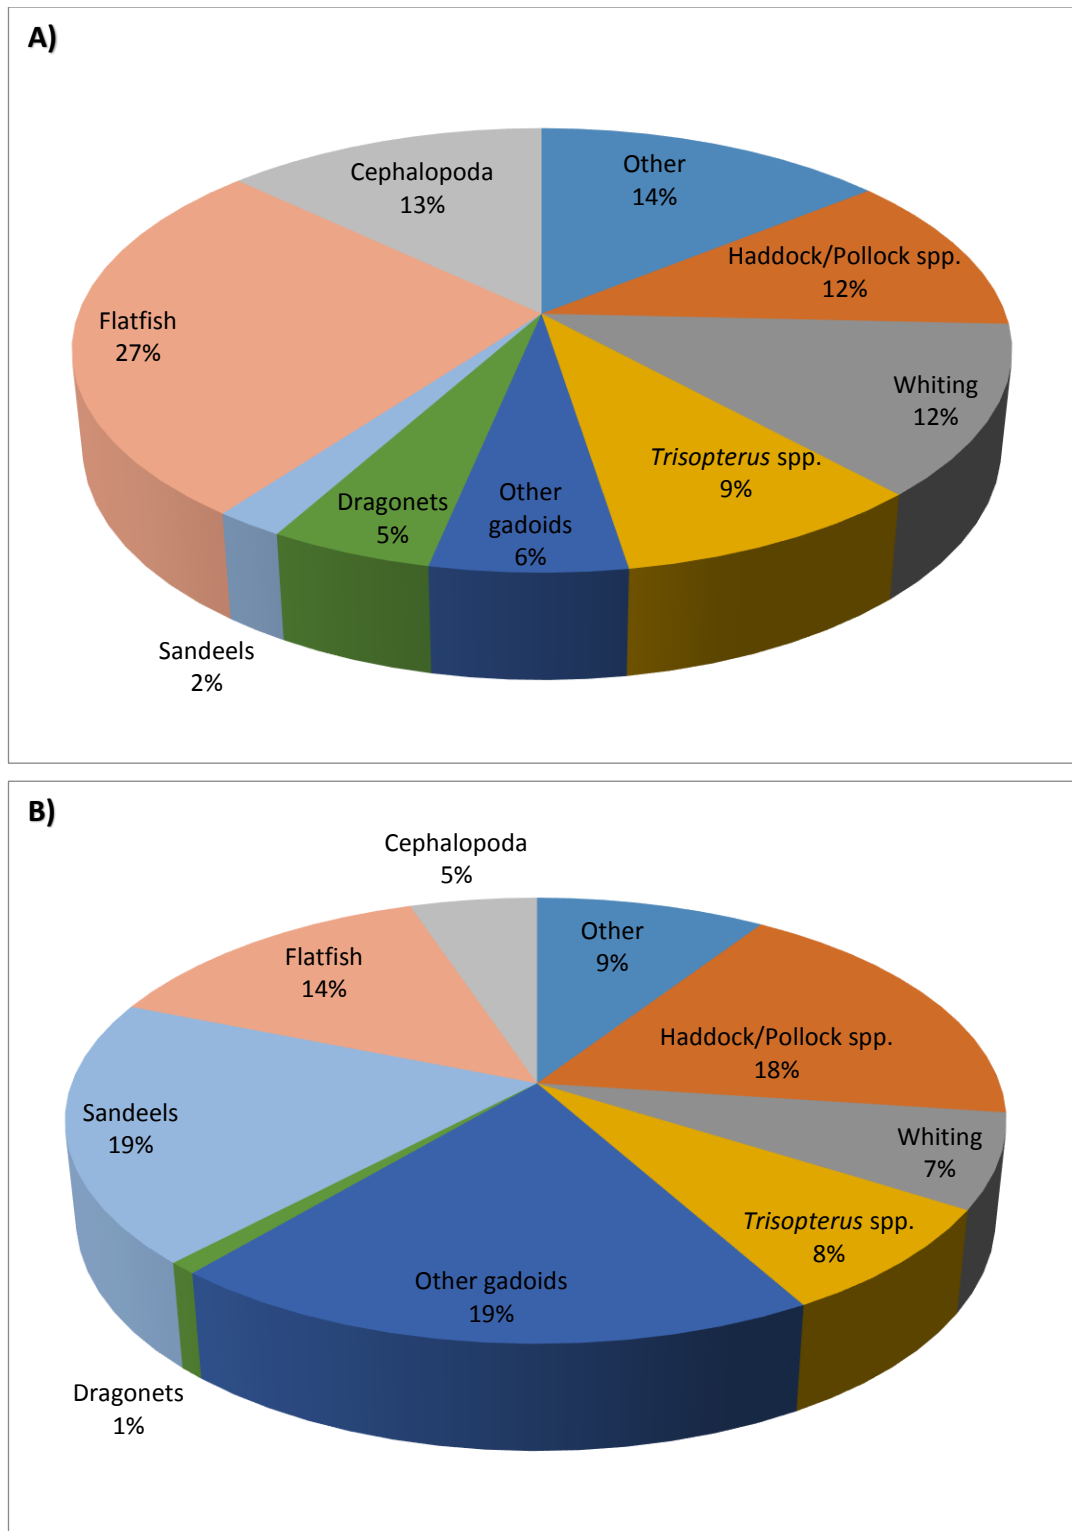 A)
Cephalopoda
13%
Other
14%
Haddock/Pollock spp.
12%
Flatfish
27%
Whiting
12%
Trisopterus spp.
9%
Dragonets
5%
Other
gadoids
6%
Sandeels
2%
B)
Cephalopoda
5%
Other
9%
Flatfish
14%
Haddock/Pollock spp.
18%
Sandeels
19%
Whiting
7%
Trisopterus spp.
8%
Other gadoids
19%
Dragonets
1%